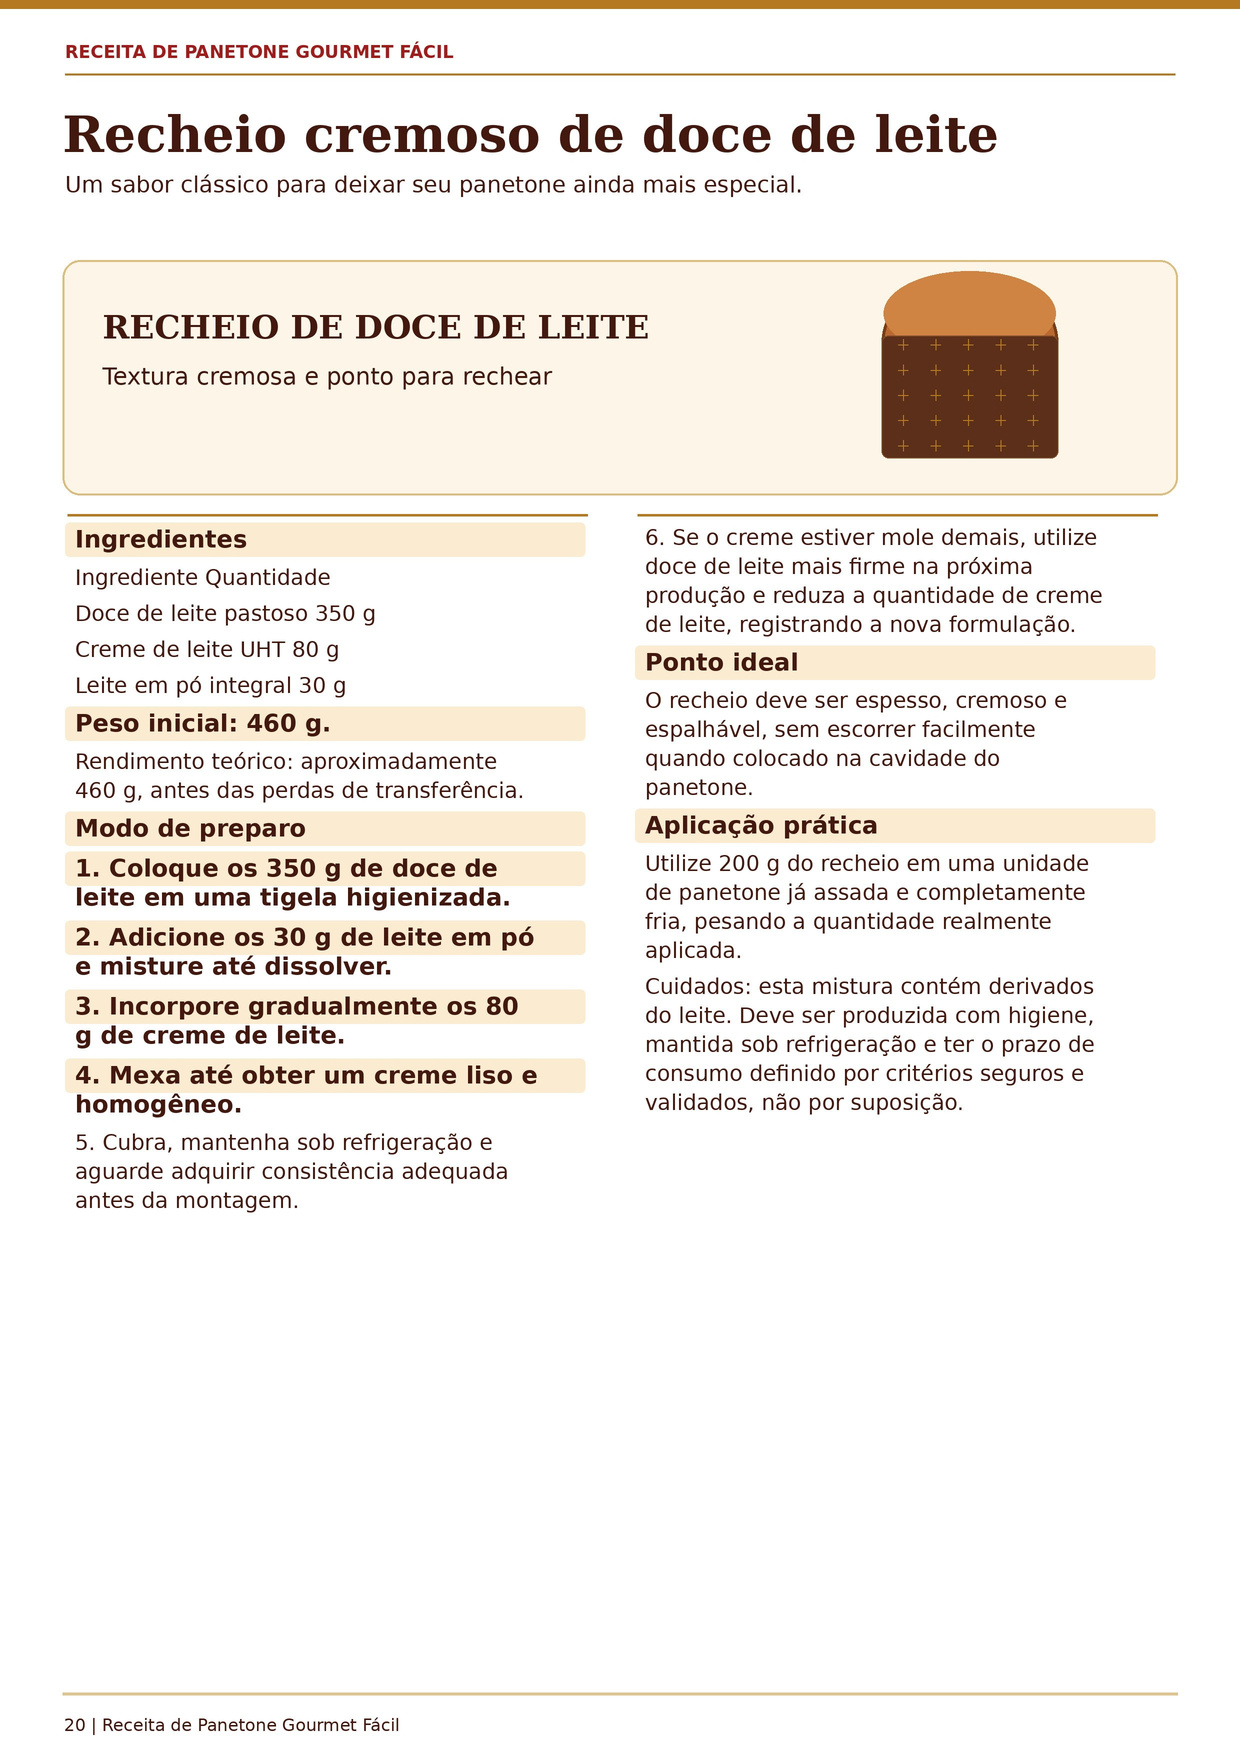 RECEITA DE PANETONE GOURMET FÁCIL
Recheio cremoso de doce de leite
Um sabor clássico para deixar seu panetone ainda mais especial.
RECHEIO DE DOCE DE LEITE
Textura cremosa e ponto para rechear
Ingredientes
Ingrediente Quantidade
Doce de leite pastoso 350 g
Creme de leite UHT 80 g
Leite em pó integral 30 g
Peso inicial: 460 g.
Rendimento teórico: aproximadamente
460 g, antes das perdas de transferência.
Modo de preparo
1. Coloque os 350 g de doce de
leite em uma tigela higienizada.
2. Adicione os 30 g de leite em pó
e misture até dissolver.
3. Incorpore gradualmente os 80
g de creme de leite.
4. Mexa até obter um creme liso e
homogêneo.
5. Cubra, mantenha sob refrigeração e
aguarde adquirir consistência adequada
antes da montagem.
6. Se o creme estiver mole demais, utilize
doce de leite mais firme na próxima
produção e reduza a quantidade de creme
de leite, registrando a nova formulação.
Ponto ideal
O recheio deve ser espesso, cremoso e
espalhável, sem escorrer facilmente
quando colocado na cavidade do
panetone.
Aplicação prática
Utilize 200 g do recheio em uma unidade
de panetone já assada e completamente
fria, pesando a quantidade realmente
aplicada.
Cuidados: esta mistura contém derivados
do leite. Deve ser produzida com higiene,
mantida sob refrigeração e ter o prazo de
consumo definido por critérios seguros e
validados, não por suposição.
20 | Receita de Panetone Gourmet Fácil